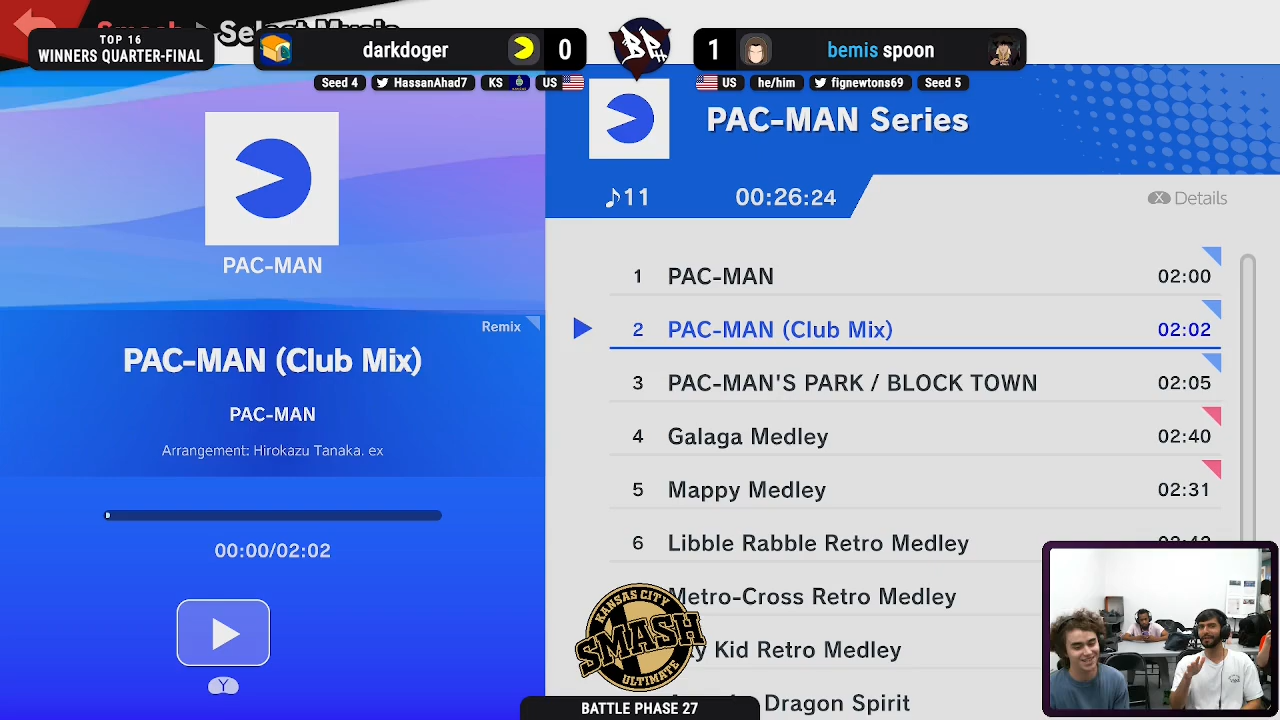 Smash ▶ Select Music
TOP 16
WINNERS QUARTER-FINAL
darkdoger
0
1
bemis spoon
Seed 4
HassanAhad7
KS
US
US
he/him
fignewtons69
Seed 5
PAC-MAN
Remix
PAC-MAN (Club Mix)
PAC-MAN
Arrangement: Hirokazu Tanaka. ex
00:00/02:02
Y
PAC-MAN Series
♪11
00:26:24
X Details
1 PAC-MAN 02:00
2 PAC-MAN (Club Mix) 02:02
3 PAC-MAN'S PARK / BLOCK TOWN 02:05
4 Galaga Medley 02:40
5 Mappy Medley 02:31
6 Libble Rabble Retro Medley
Metro-Cross Retro Medley
Kid Retro Medley
Dragon Spirit
KANSAS CITY
SMASH
ULTIMATE
BATTLE PHASE 27